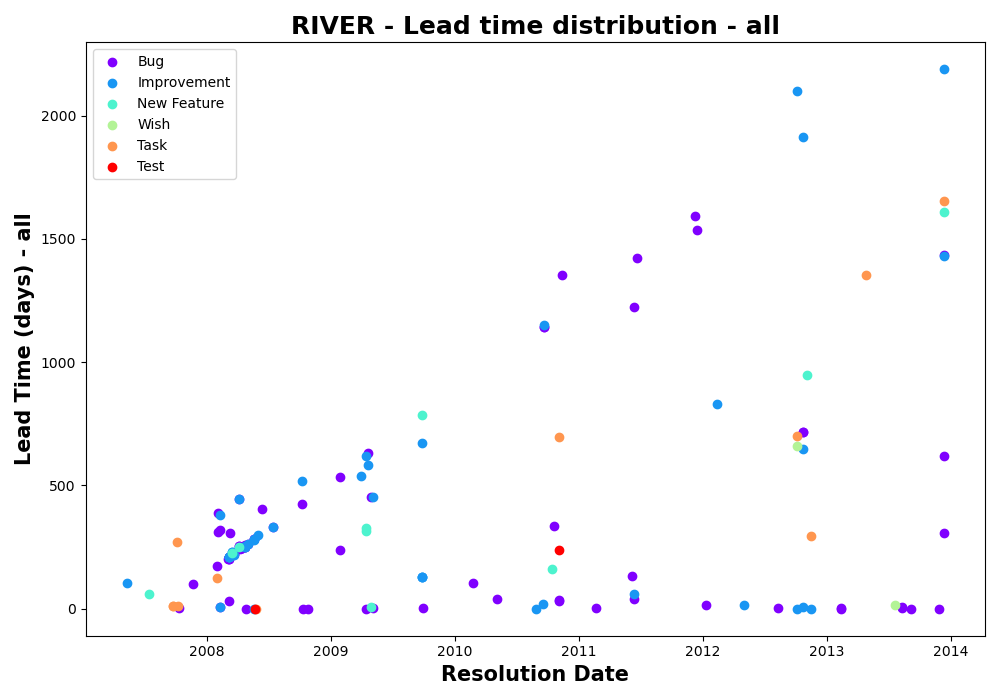 RIVER - Lead time distribution - all
Bug
Improvement
New Feature
Wish
Task
Test
Lead Time (days) - all
2000
1500
1000
500
0
2008 2009 2010 2011 2012 2013 2014
Resolution Date